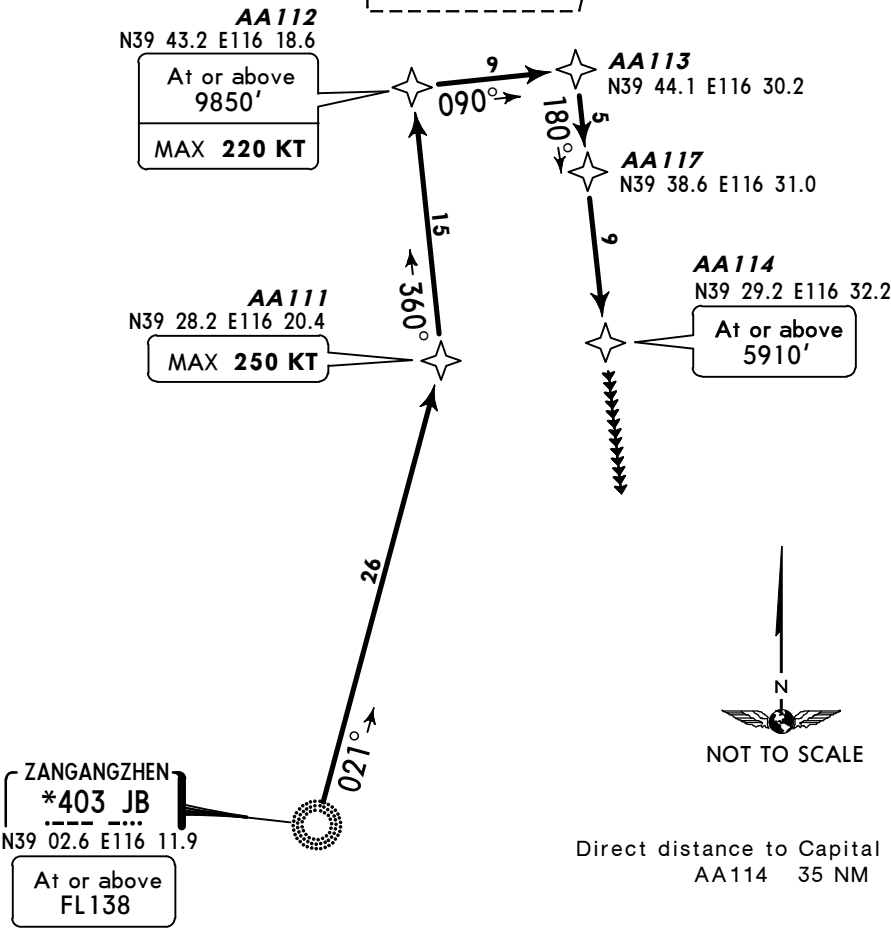 AA112
N39 43.2 E116 18.6
At or above
9850'
MAX 220 KT
9
090°
AA113
N39 44.1 E116 30.2
180°
5
AA117
N39 38.6 E116 31.0
15
360°
9
AA111
N39 28.2 E116 20.4
MAX 250 KT
AA114
N39 29.2 E116 32.2
At or above
5910'
26
021°
N
NOT TO SCALE
ZANGANGZHEN
*403 JB
N39 02.6 E116 11.9
At or above
FL138
Direct distance to Capital
AA114 35 NM